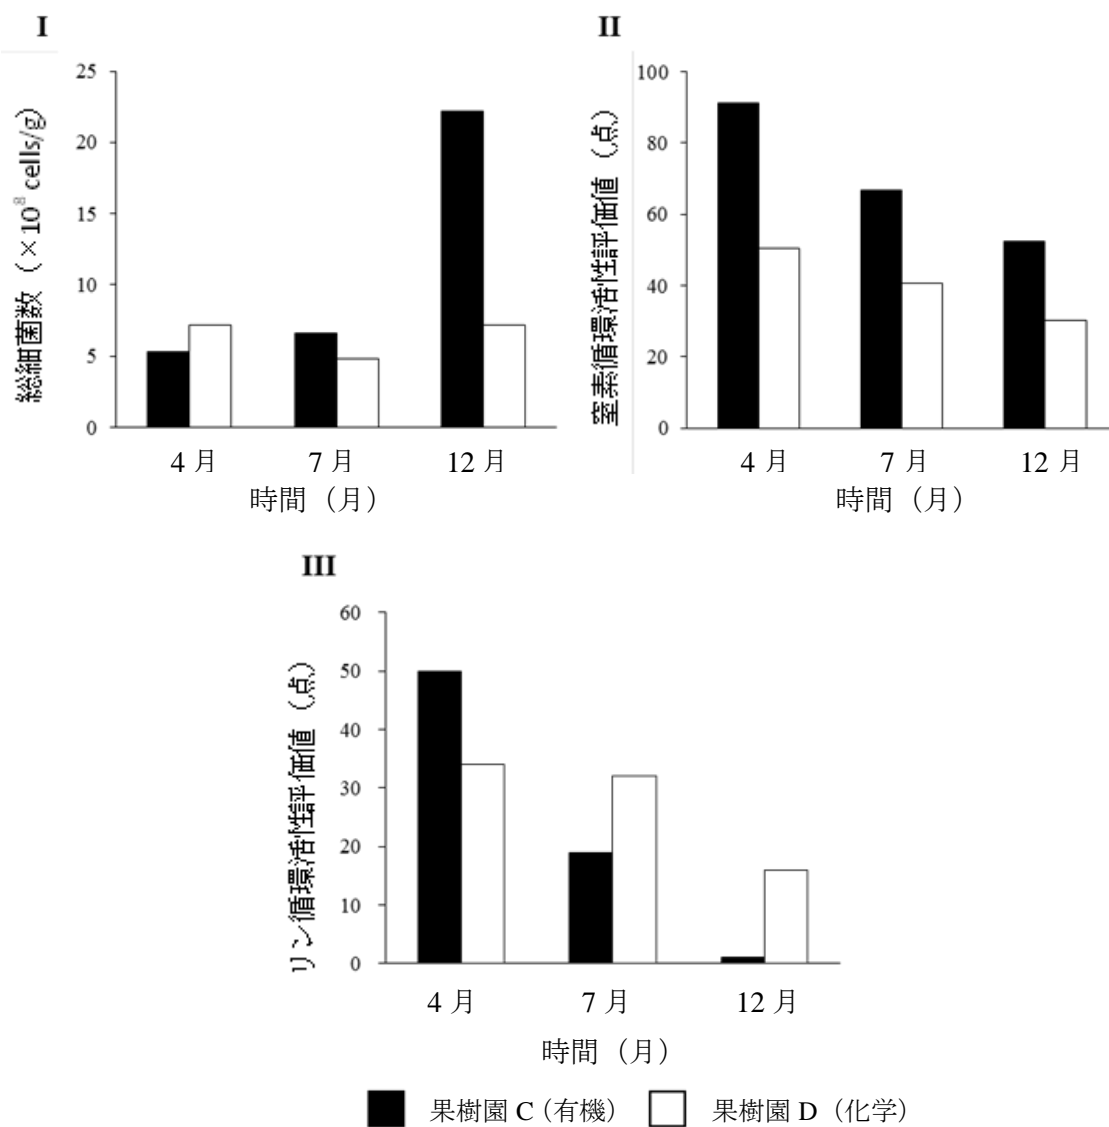 I
総細菌数（×10⁸ cells/g）
25
20
15
10
5
0
4 月
7 月
12 月
時間（月）
II
窒素循環活性評価値（点）
100
80
60
40
20
0
4 月
7 月
12 月
時間（月）
III
リン循環活性評価値（点）
60
50
40
30
20
10
0
4 月
7 月
12 月
時間（月）
果樹園 C（有機）
果樹園 D（化学）